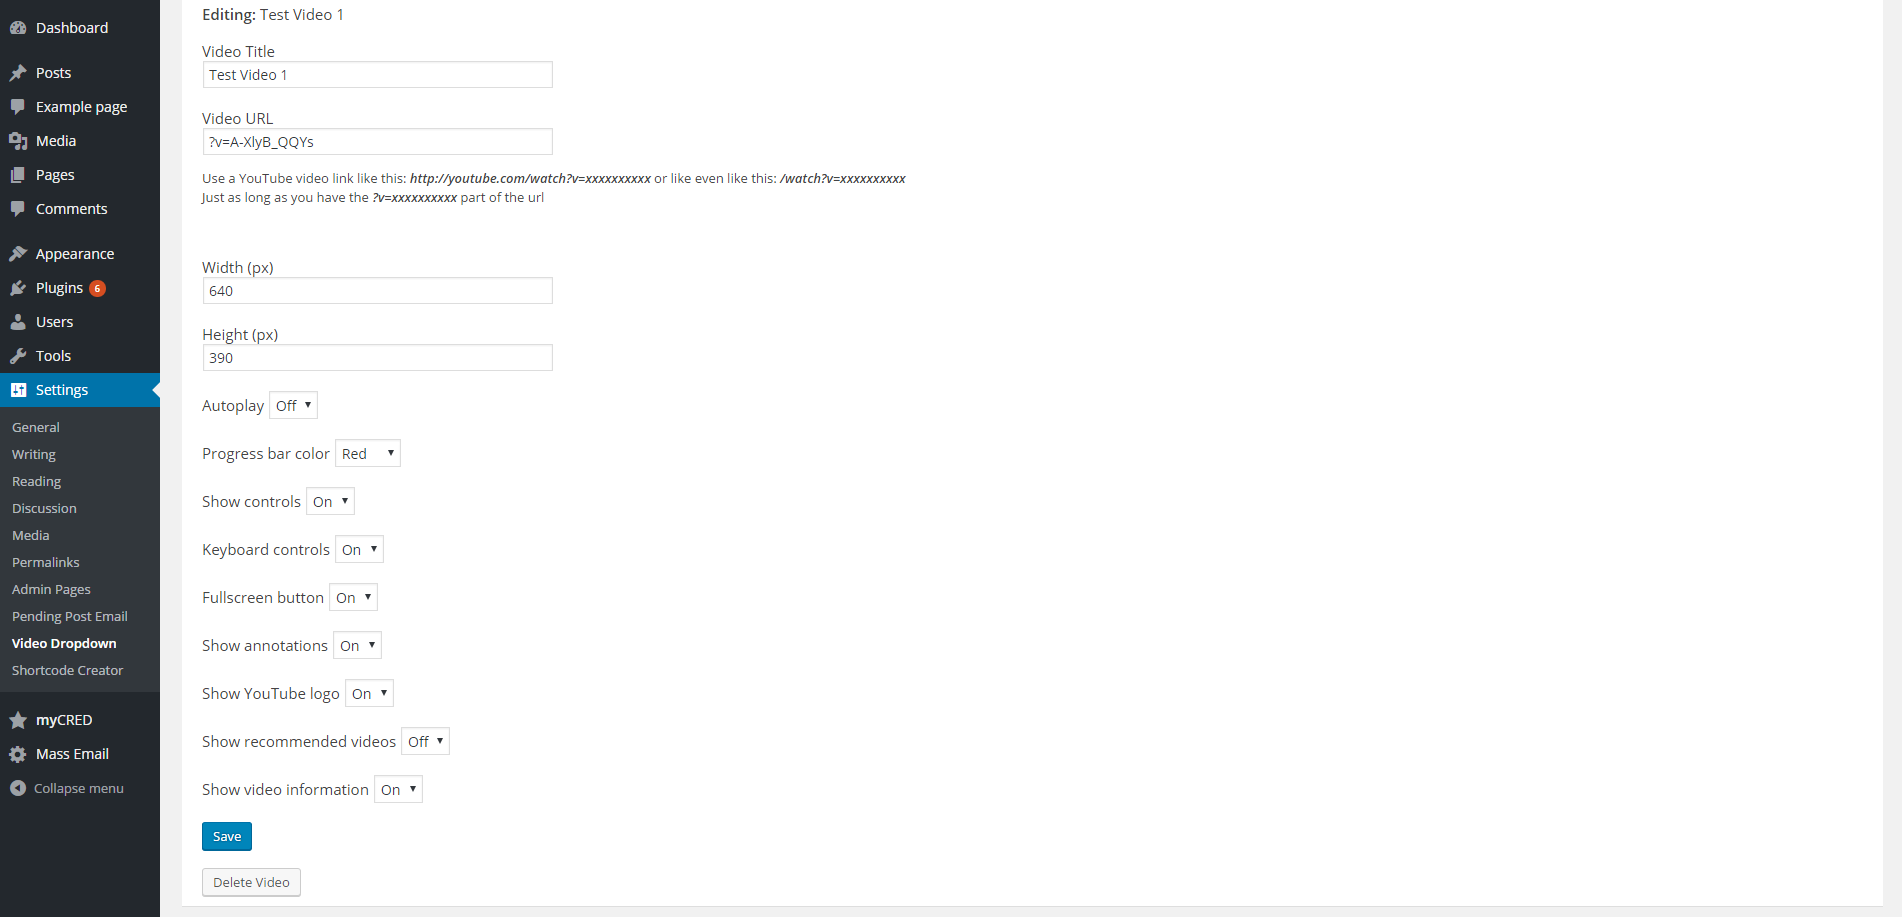 Dashboard
Posts
Example page
Media
Pages
Comments
Appearance
Plugins 6
Users
Tools
Settings
General
Writing
Reading
Discussion
Media
Permalinks
Admin Pages
Pending Post Email
Video Dropdown
Shortcode Creator
myCRED
Mass Email
Collapse menu
Editing: Test Video 1
Video Title
Test Video 1
Video URL
?v=A-XlyB_QQYs
Use a YouTube video link like this: http://youtube.com/watch?v=xxxxxxxxxx or like even like this: /watch?v=xxxxxxxxxx
Just as long as you have the ?v=xxxxxxxxxx part of the url
Width (px)
640
Height (px)
390
Autoplay Off
Progress bar color Red
Show controls On
Keyboard controls On
Fullscreen button On
Show annotations On
Show YouTube logo On
Show recommended videos Off
Show video information On
Save
Delete Video